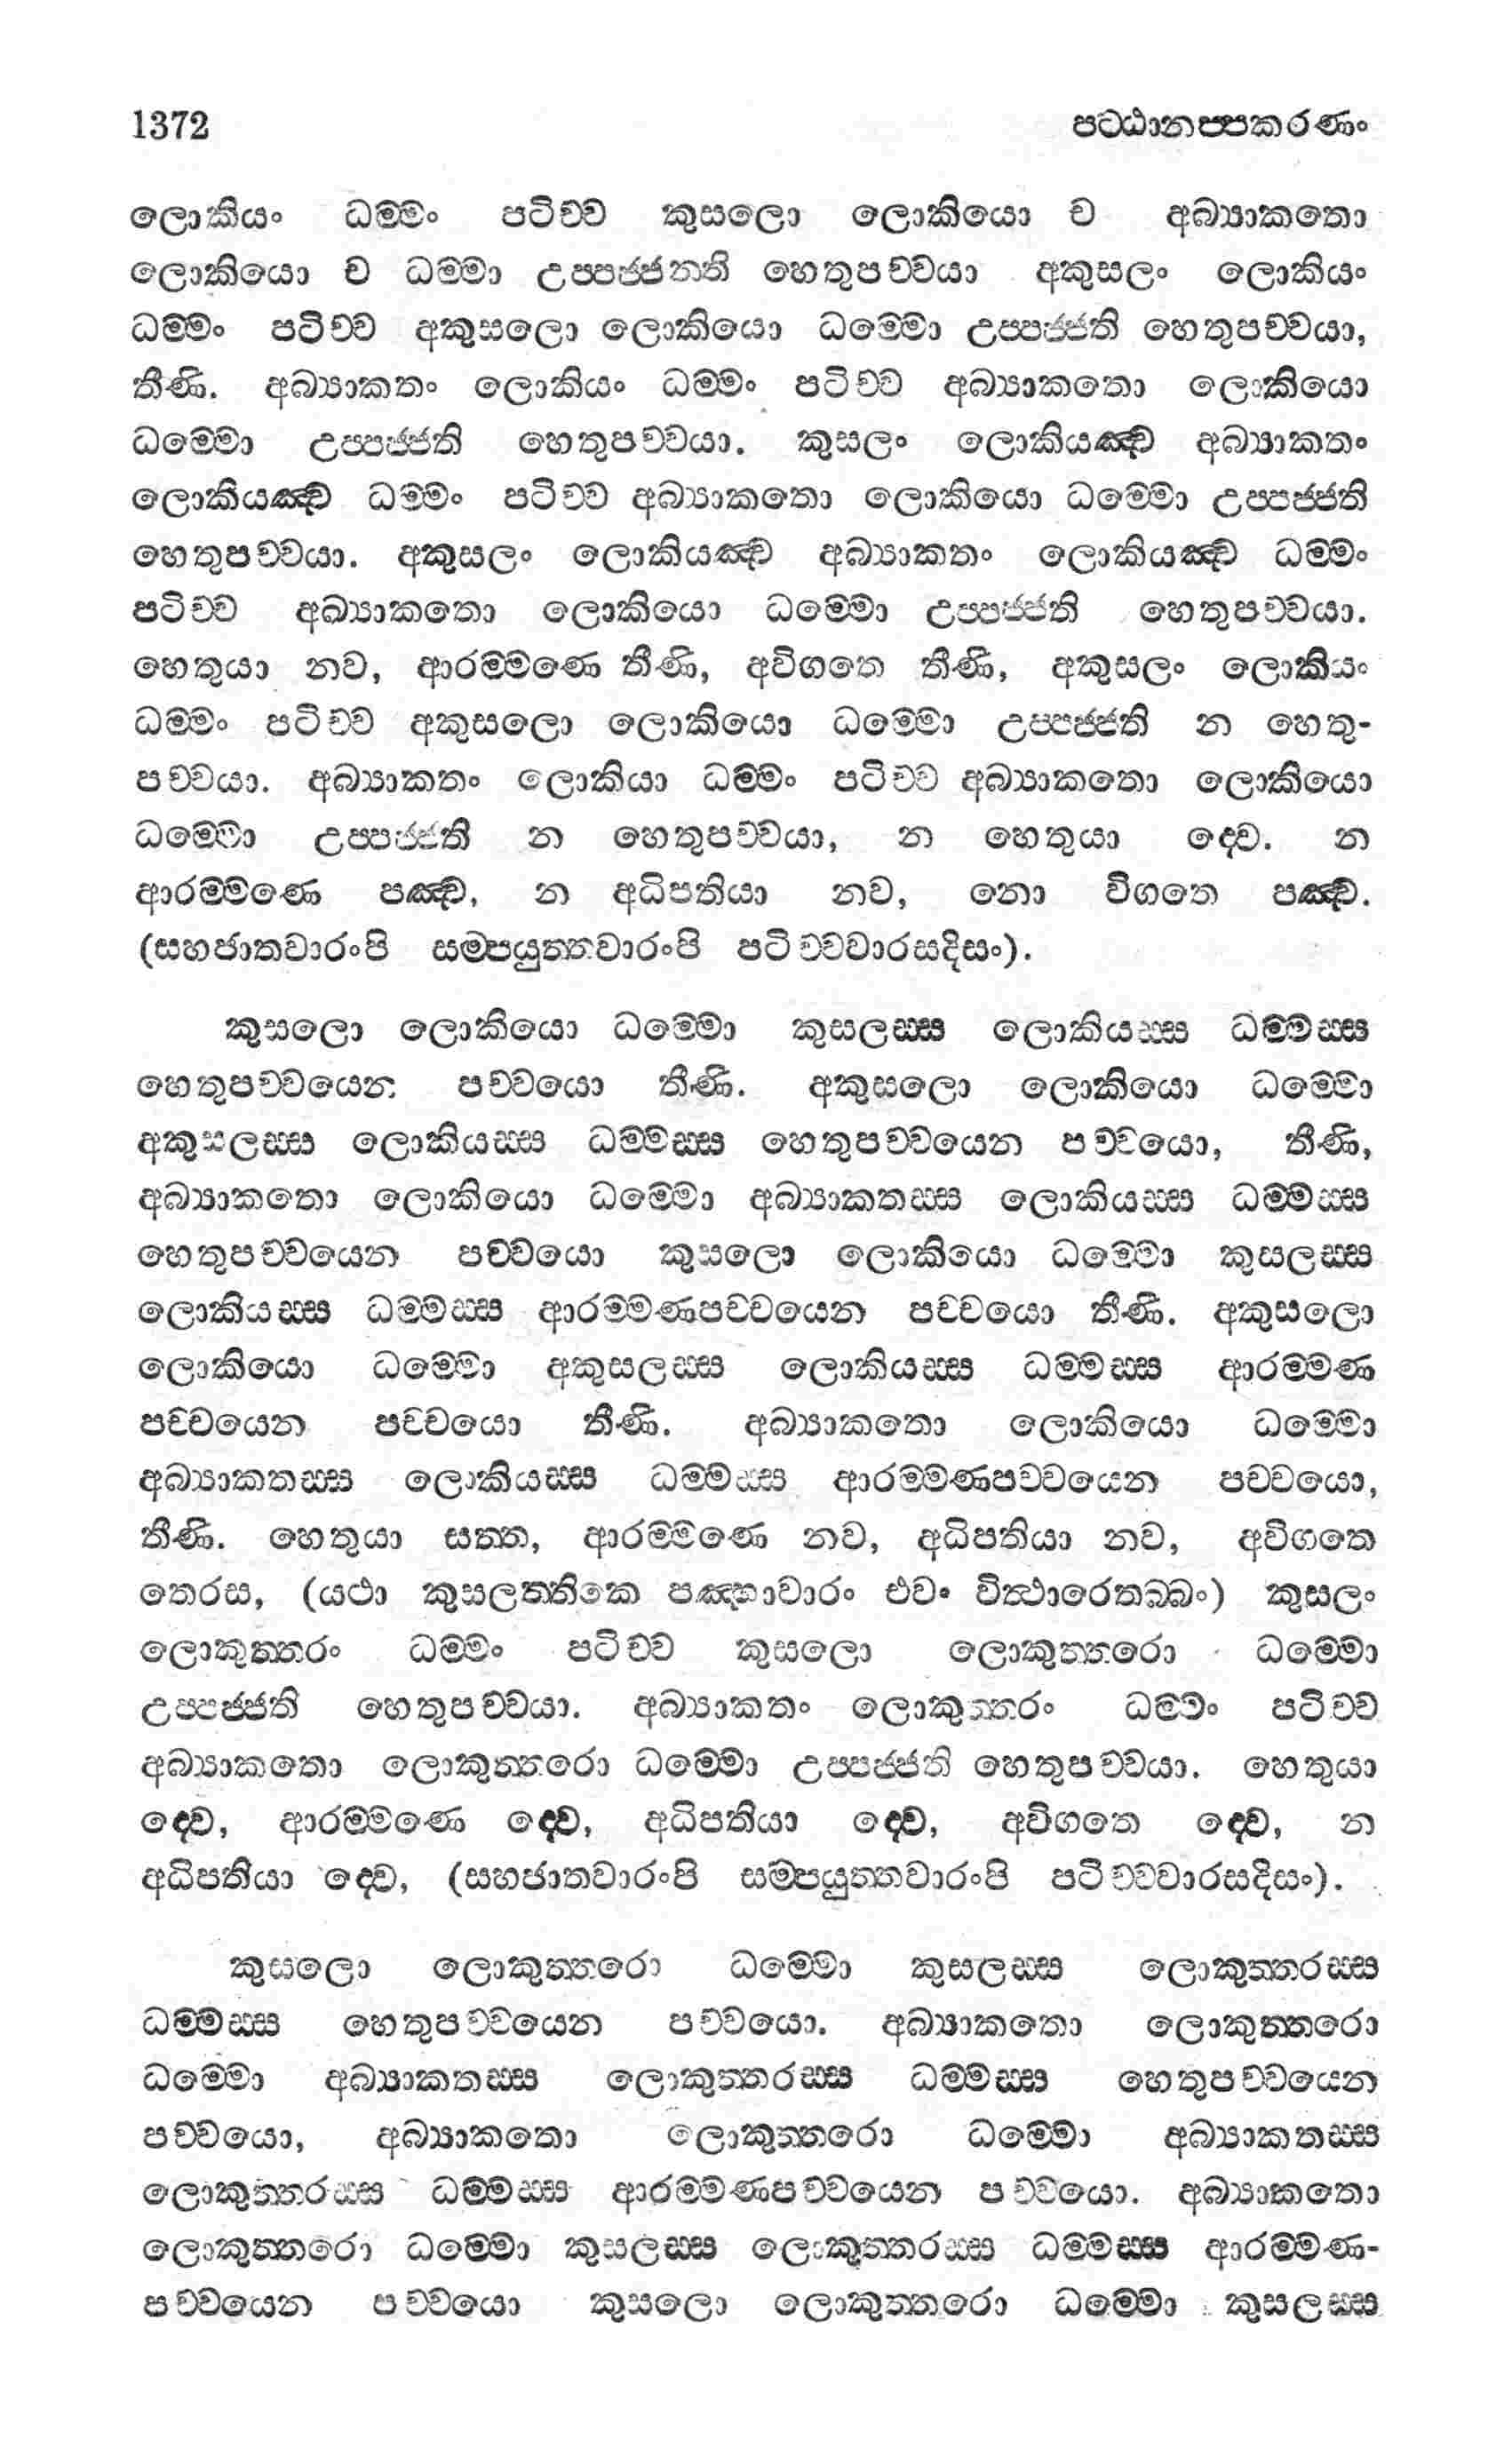 1372 පට්ඨානප්පකරණං
ලොකියං ධම්මං පටිච්ච කුසලො ලොකියො ච අබ්‍යාකතො
ලොකියො ච ධම්මා උප්පජ්ජන්ති හෙතුපච්චයා අකුසලං ලොකියං
ධම්මං පටිච්ච අකුසලො ලොකියො ධම්මො උප්පජ්ජති හෙතුපච්චයා,
තීණි. අබ්‍යාකතං ලොකියං ධම්මං පටිච්ච අබ්‍යාකතො ලොකියො
ධම්මො උප්පජ්ජති හෙතුපච්චයා. කුසලං ලොකියඤ්ච අබ්‍යාකතං
ලොකියඤ්ච ධම්මං පටිච්ච අබ්‍යාකතො ලොකියො ධම්මො උප්පජ්ජති
හෙතුපච්චයා. අකුසලං ලොකියඤ්ච අබ්‍යාකතං ලොකියඤ්ච ධම්මං
පටිච්ච අඛ්‍යාකතො ලොකියො ධම්මො උප්පජ්ජති හෙතුපච්චයා.
හෙතුයා නව, ආරම්මණෙ තීණි, අවිගතෙ තීණි, අකුසලං ලොකියං
ධම්මං පටිච්ච අකුසලො ලොකියො ධම්මො උප්පජ්ජති න හෙතු-
පච්චයා. අබ්‍යාකතං ලොකියා ධම්මං පටිච්ච අබ්‍යාකතො ලොකියො
ධම්මො උප්පජ්ජති න හෙතුපච්චයා, න හෙතුයා ද්වෙ. න
ආරම්මණෙ පඤ්ච, න අධිපතියා නව, නො විගතෙ පඤ්ච.
(සහජාතවාරංපි සම්පයුත්තවාරංපි පටිච්චවාරසදිසං).
කුසලො ලොකියො ධම්මො කුසලස්ස ලොකියස්ස ධම්මස්ස
හෙතුපච්චයෙන පච්චයො තීණි. අකුසලො ලොකියො ධම්මො
අකුසලස්ස ලොකියස්ස ධම්මස්ස හෙතුපච්චයෙන පච්චයො, තීණි,
අබ්‍යාකතො ලොකියො ධම්මො අබ්‍යාකතස්ස ලොකියස්ස ධම්මස්ස
හෙතුපච්චයෙන පච්චයො කුසලො ලොකියො ධම්මො කුසලස්ස
ලොකියස්ස ධම්මස්ස ආරම්මණපච්චයෙන පච්චයො තීණි. අකුසලො
ලොකියො ධම්මො අකුසලස්ස ලොකියස්ස ධම්මස්ස ආරම්මණ
පච්චයෙන පච්චයො තීණි. අබ්‍යාකතො ලොකියො ධම්මො
අබ්‍යාකතස්ස ලොකියස්ස ධම්මස්ස ආරම්මණපච්චයෙන පච්චයො,
තීණි. හෙතුයා සත්ත, ආරම්මණෙ නව, අධිපතියා නව, අවිගතෙ
තෙරස, (යථා කුසලත්තිකෙ පඤ්හාවාරං එවං විත්ථාරෙතබ්බං) කුසලං
ලොකුත්තරං ධම්මං පටිච්ච කුසලො ලොකුත්තරො ධම්මො
උප්පජ්ජති හෙතුපච්චයා. අබ්‍යාකතං ලොකුත්තරං ධම්මං පටිච්ච
අබ්‍යාකතො ලොකුත්තරො ධම්මො උප්පජ්ජති හෙතුපච්චයා. හෙතුයා
ද්වෙ, ආරම්මණෙ ද්වෙ, අධිපතියා ද්වෙ, අවිගතෙ ද්වෙ, න
අධිපතියා ද්වෙ, (සහජාතවාරංපි සම්පයුත්තවාරංපි පටිච්චවාරසදිසං).
කුසලො ලොකුත්තරො ධම්මො කුසලස්ස ලොකුත්තරස්ස
ධම්මස්ස හෙතුපච්චයෙන පච්චයො. අබ්‍යාකතො ලොකුත්තරො
ධම්මො අබ්‍යාකතස්ස ලොකුත්තරස්ස ධම්මස්ස හෙතුපච්චයෙන
පච්චයො, අබ්‍යාකතො ලොකුත්තරො ධම්මො අබ්‍යාකතස්ස
ලොකුත්තරස්ස ධම්මස්ස ආරම්මණපච්චයෙන පච්චයො. අබ්‍යාකතො
ලොකුත්තරො ධම්මො කුසලස්ස ලොකුත්තරස්ස ධම්මස්ස ආරම්මණ-
පච්චයෙන පච්චයො කුසලො ලොකුත්තරො ධම්මො කුසලස්ස